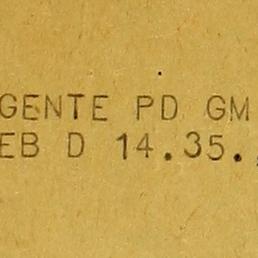 GENTE PD GM
EB D 14.35.,